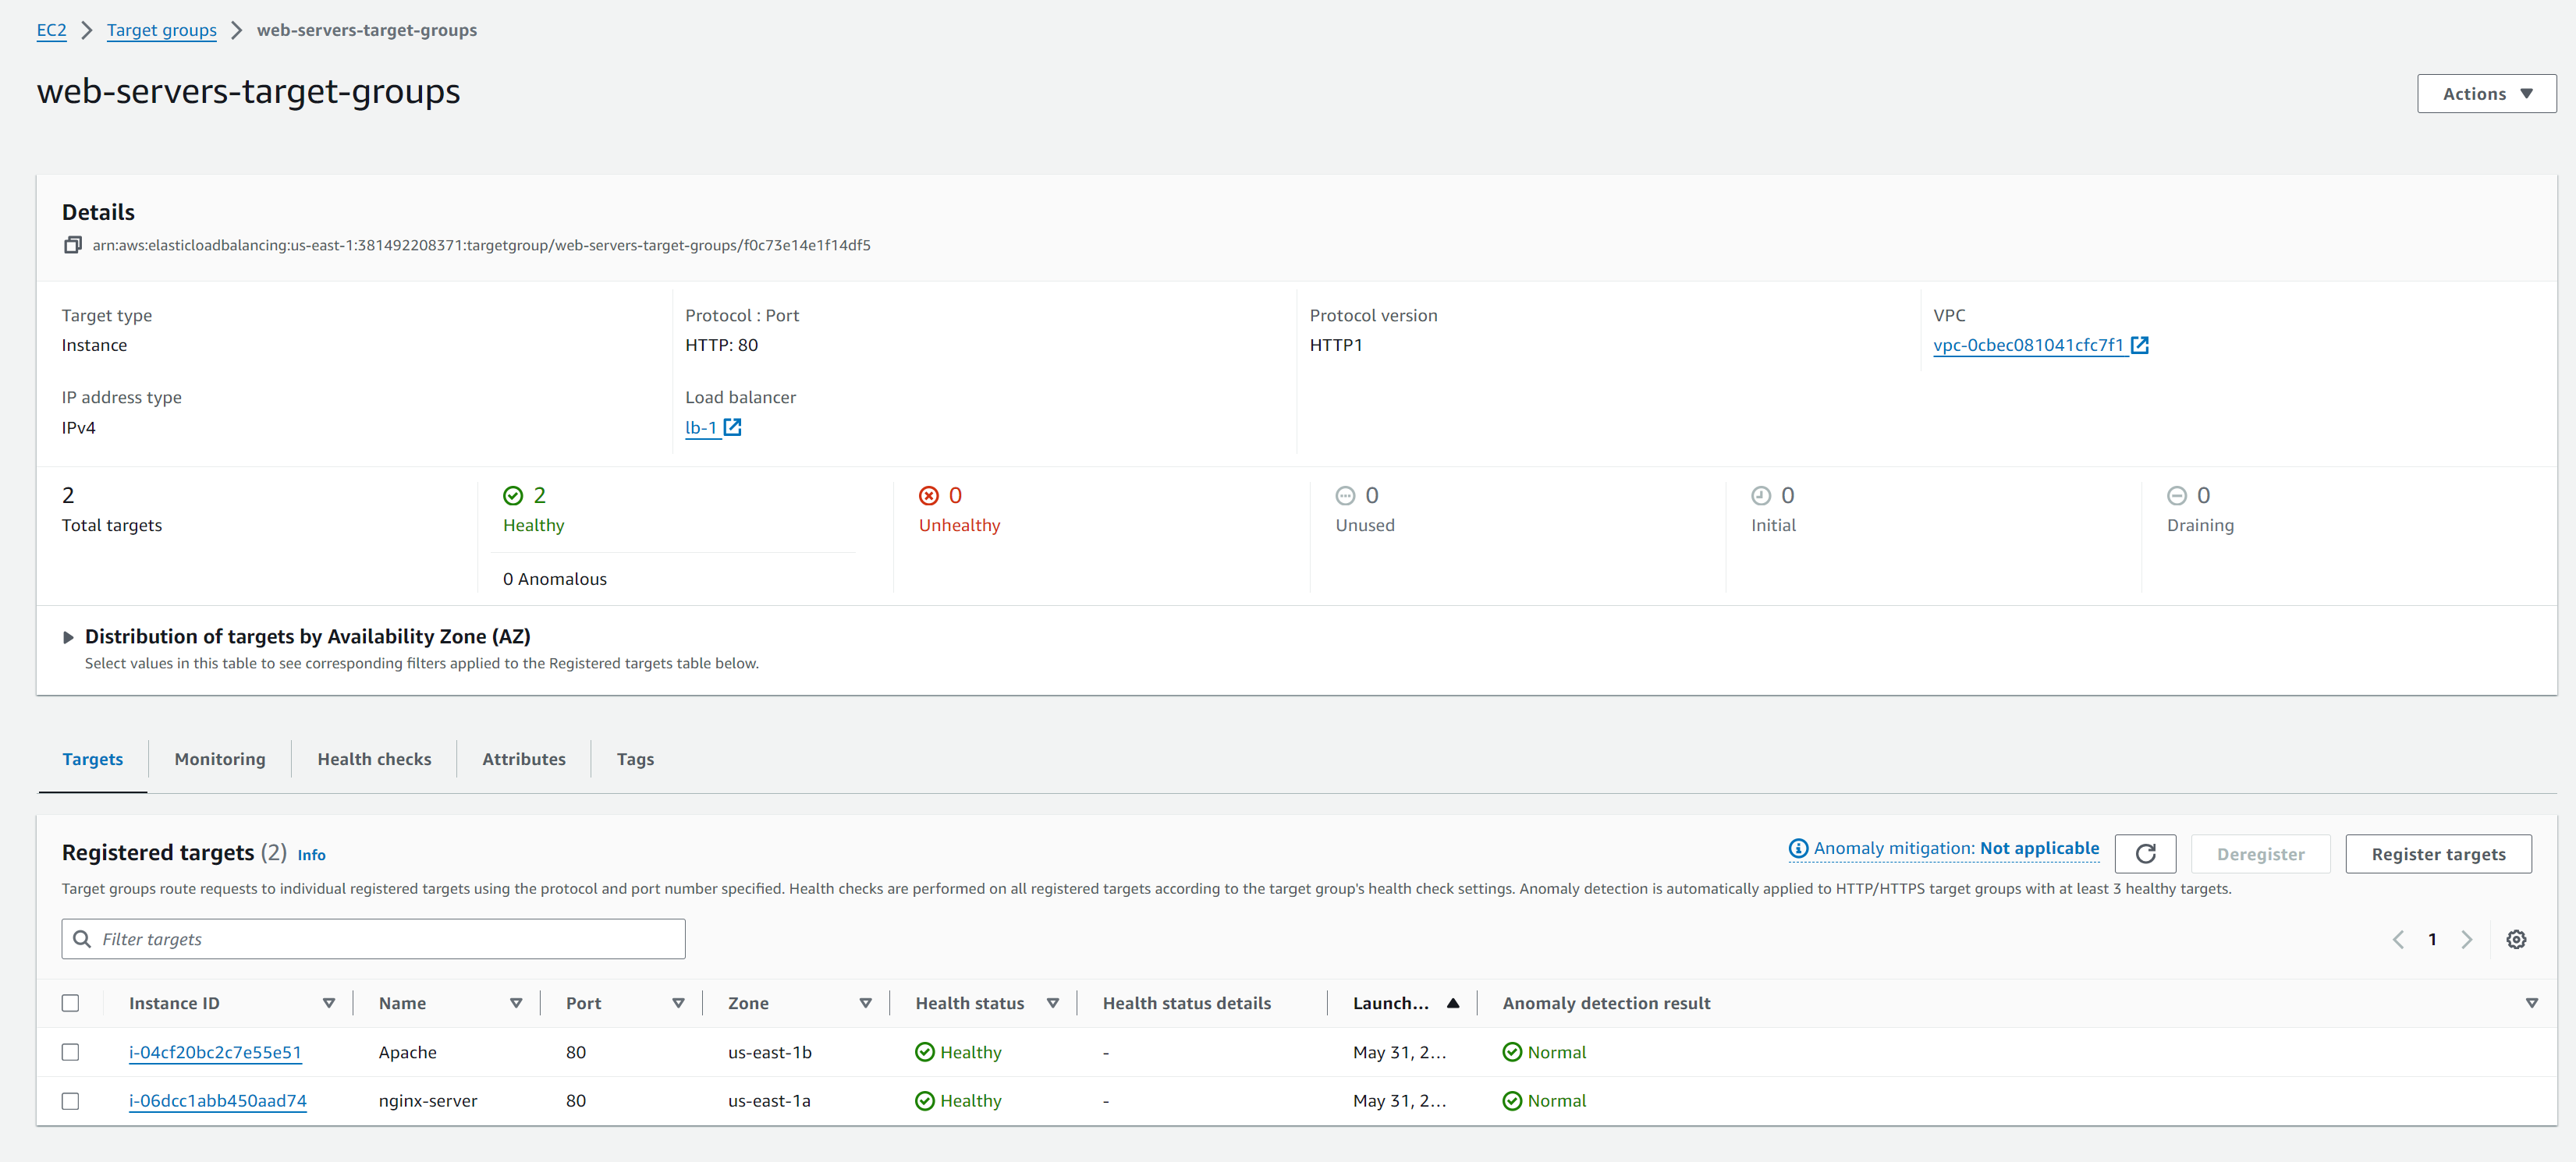 EC2 > Target groups > web-servers-target-groups
web-servers-target-groups
Actions
Details
arn:aws:elasticloadbalancing:us-east-1:381492208371:targetgroup/web-servers-target-groups/f0c73e14e1f14df5
Target type
Instance
Protocol : Port
HTTP: 80
Protocol version
HTTP1
VPC
vpc-0cbec081041cfc7f1
IP address type
IPv4
Load balancer
lb-1
2
Total targets
2
Healthy
0 Anomalous
0
Unhealthy
0
Unused
0
Initial
0
Draining
Distribution of targets by Availability Zone (AZ)
Select values in this table to see corresponding filters applied to the Registered targets table below.
Targets Monitoring Health checks Attributes Tags
Registered targets (2) Info
Anomaly mitigation: Not applicable
Deregister
Register targets
Target groups route requests to individual registered targets using the protocol and port number specified. Health checks are performed on all registered targets according to the target group's health check settings. Anomaly detection is automatically applied to HTTP/HTTPS target groups with at least 3 healthy targets.
Filter targets
1
Instance ID Name Port Zone Health status Health status details Launch... Anomaly detection result
i-04cf20bc2c7e55e51 Apache 80 us-east-1b Healthy - May 31, 2... Normal
i-06dcc1abb450aad74 nginx-server 80 us-east-1a Healthy - May 31, 2... Normal